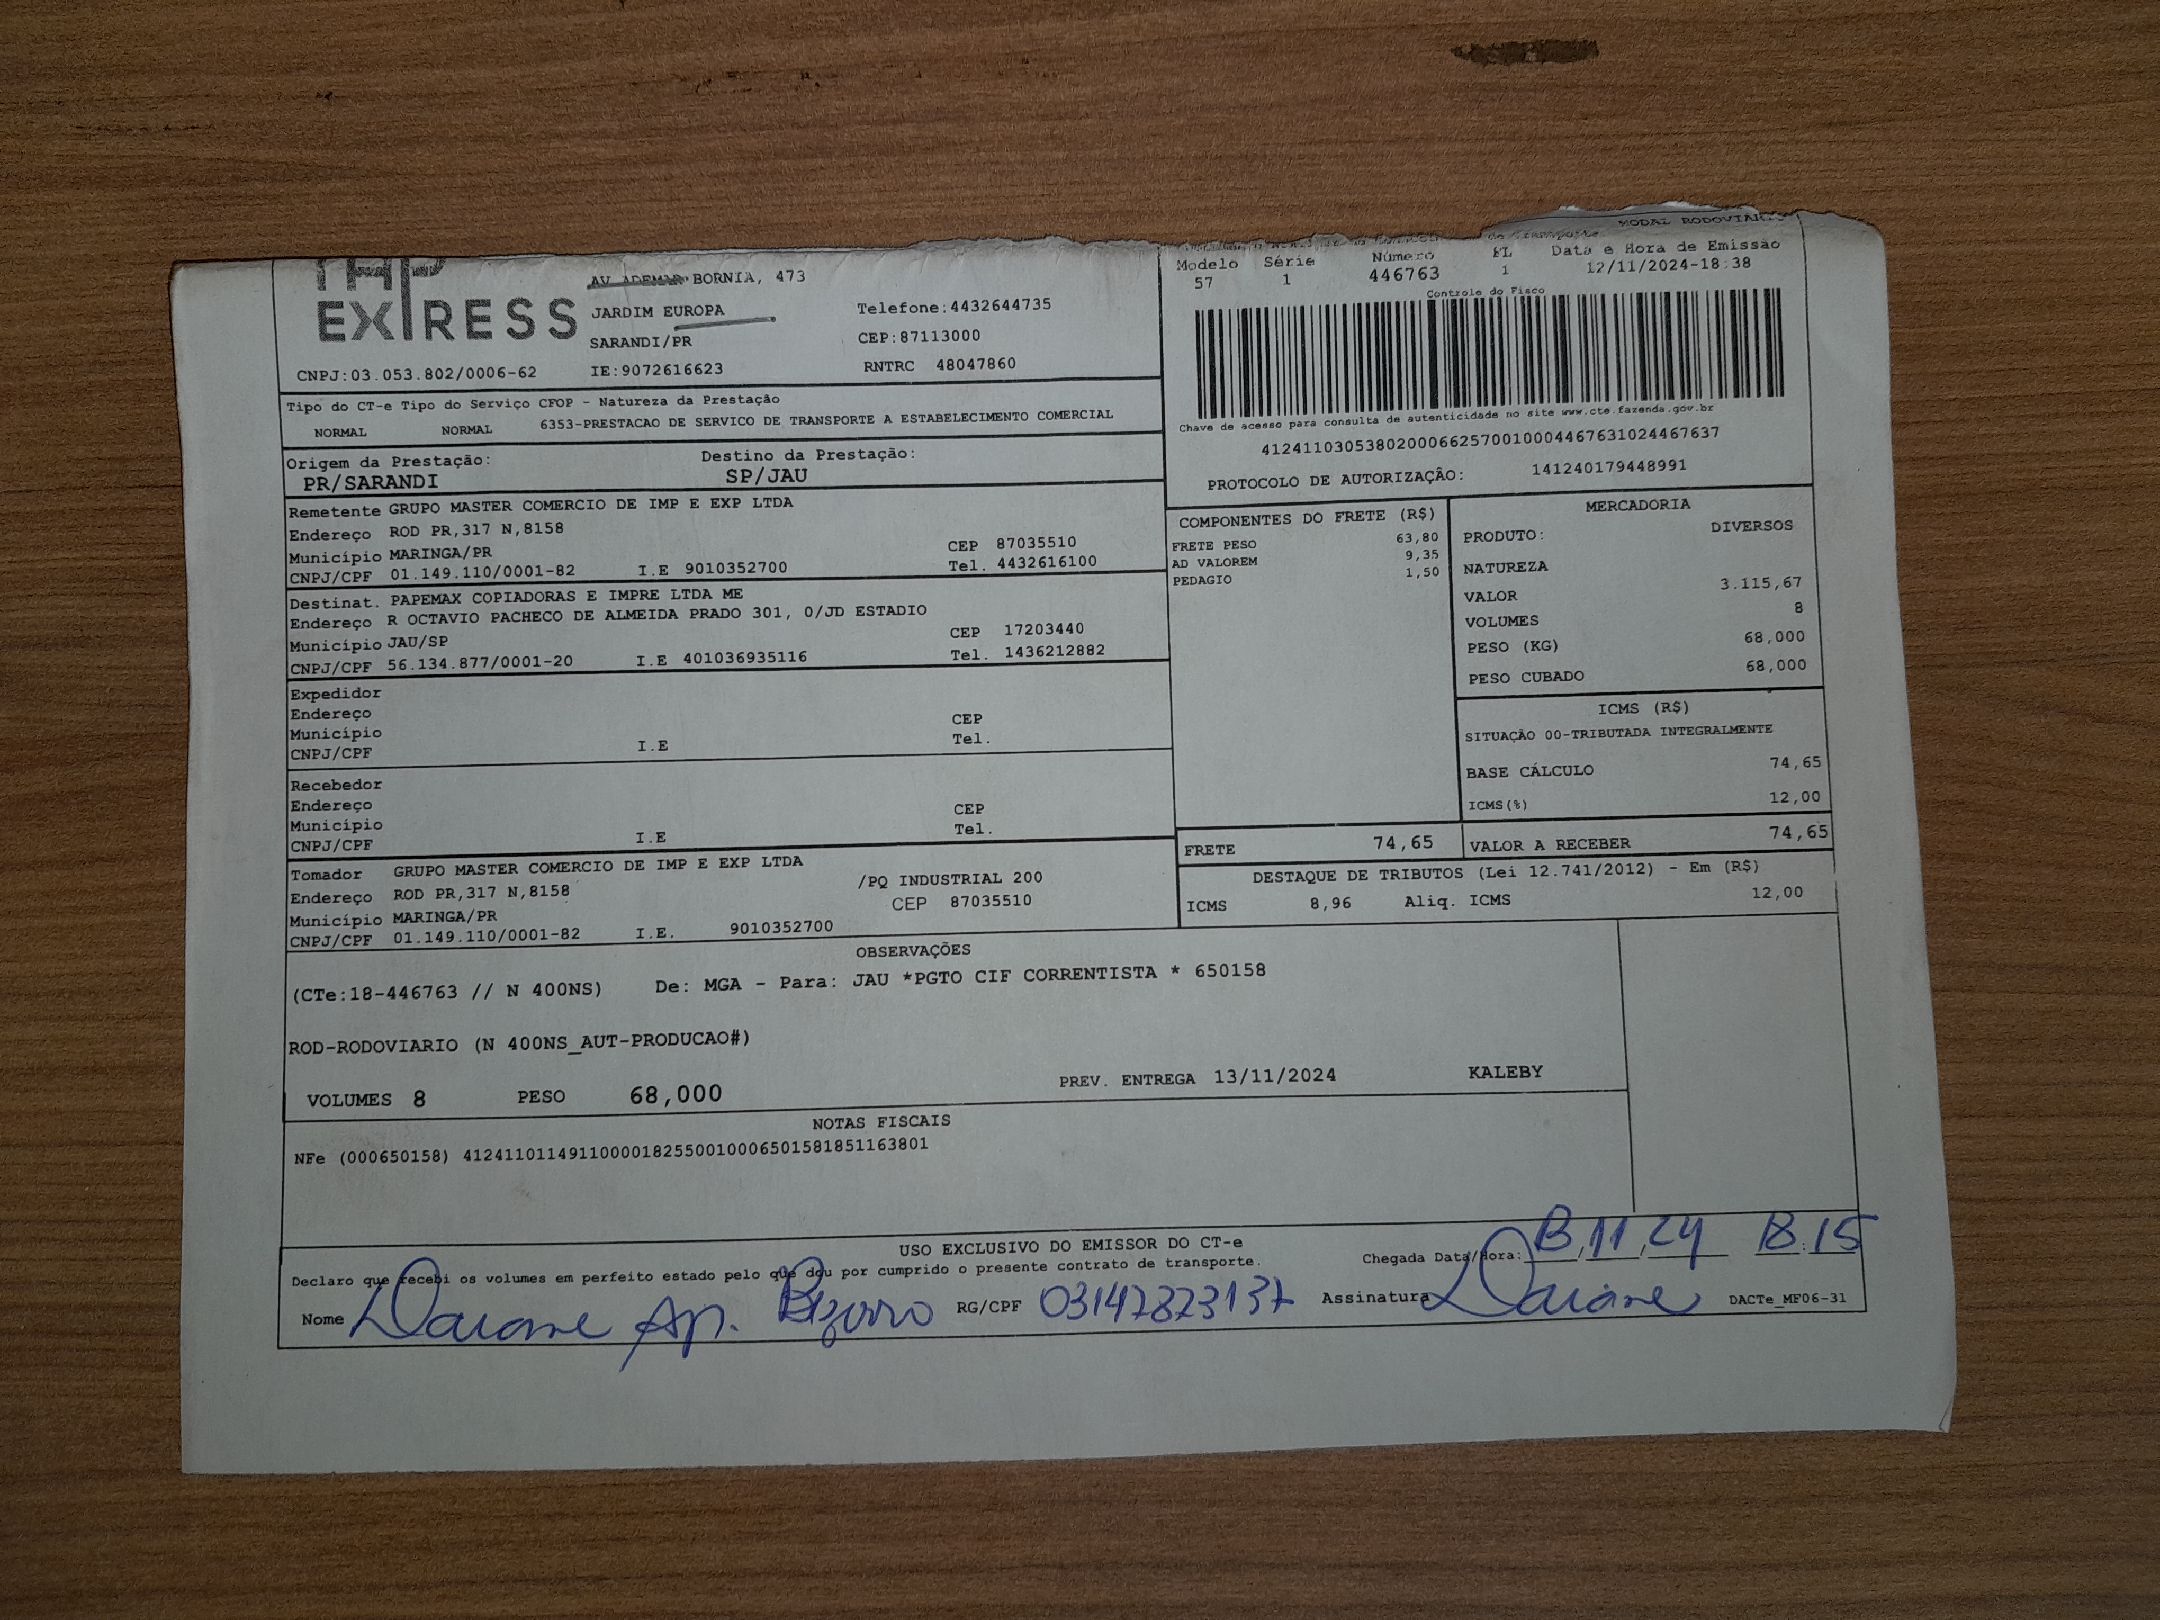 MODAL RODOVIARI
EXPRESS
AV ADEMAR BORNIA, 473
JARDIM EUROPA
Telefone:4432644735
SARANDI/PR
CEP:87113000
CNPJ:03.053.802/0006-62
IE:9072616623
RNTRC 48047860
Modelo Série Número FL Data e Hora de Emissão
57 1 446763 1 12/11/2024-18:38
Controle do Fisco
Chave de acesso para consulta de autenticidade no site www.cte.fazenda.gov.br
41241103053802000662570010004467631024467637
PROTOCOLO DE AUTORIZAÇÃO: 141240179448991
Tipo do CT-e Tipo do Serviço CFOP - Natureza da Prestação
NORMAL NORMAL 6353-PRESTACAO DE SERVICO DE TRANSPORTE A ESTABELECIMENTO COMERCIAL
Origem da Prestação: Destino da Prestação:
PR/SARANDI SP/JAU
Remetente GRUPO MASTER COMERCIO DE IMP E EXP LTDA
Endereço ROD PR,317 N,8158
Município MARINGA/PR CEP 87035510
CNPJ/CPF 01.149.110/0001-82 I.E 9010352700 Tel. 4432616100
Destinat. PAPEMAX COPIADORAS E IMPRE LTDA ME
Endereço R OCTAVIO PACHECO DE ALMEIDA PRADO 301, 0/JD ESTADIO
Município JAU/SP CEP 17203440
CNPJ/CPF 56.134.877/0001-20 I.E 401036935116 Tel. 1436212882
Expedidor
Endereço
Município CEP
CNPJ/CPF I.E Tel.
Recebedor
Endereço
Município CEP
CNPJ/CPF I.E Tel.
Tomador GRUPO MASTER COMERCIO DE IMP E EXP LTDA
Endereço ROD PR,317 N,8158 /PQ INDUSTRIAL 200
Município MARINGA/PR CEP 87035510
CNPJ/CPF 01.149.110/0001-82 I.E. 9010352700
COMPONENTES DO FRETE (R$)
FRETE PESO 63,80
AD VALOREM 9,35
PEDAGIO 1,50
MERCADORIA
PRODUTO: DIVERSOS
NATUREZA
VALOR 3.115,67
VOLUMES 8
PESO (KG) 68,000
PESO CUBADO 68,000
ICMS (R$)
SITUAÇÃO 00-TRIBUTADA INTEGRALMENTE
BASE CÁLCULO 74,65
ICMS(%) 12,00
FRETE 74,65 VALOR A RECEBER 74,65
DESTAQUE DE TRIBUTOS (Lei 12.741/2012) - Em (R$)
ICMS 8,96 Aliq. ICMS 12,00
OBSERVAÇÕES
(CTe:18-446763 // N 400NS) De: MGA - Para: JAU *PGTO CIF CORRENTISTA * 650158
ROD-RODOVIARIO (N 400NS_AUT-PRODUCAO#)
VOLUMES 8 PESO 68,000 PREV. ENTREGA 13/11/2024 KALEBY
NOTAS FISCAIS
NFe (000650158) 41241101149110000182550010006501581851163801
USO EXCLUSIVO DO EMISSOR DO CT-e
Declaro que recebi os volumes em perfeito estado pelo que dou por cumprido o presente contrato de transporte.
Chegada Data/Hora: 13,11,24 18:15
Nome Daiane Ap. Bizorro RG/CPF 03147823137 Assinatura Daiane DACTe_MF06-31